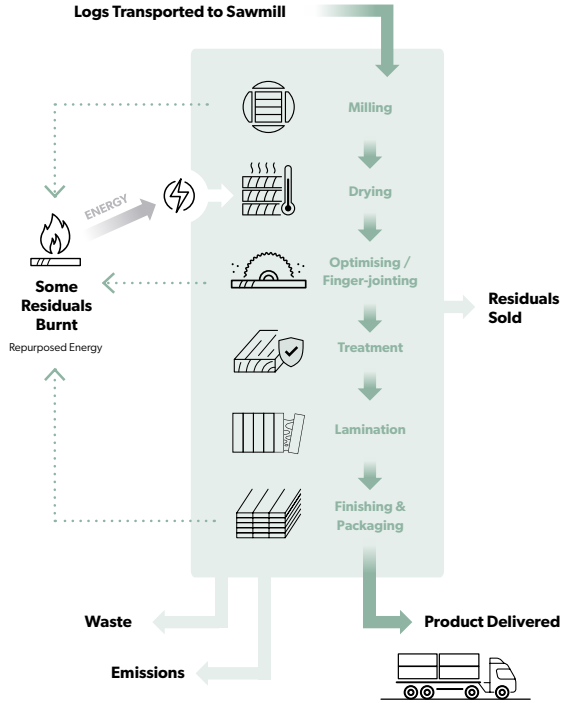 Logs Transported to Sawmill
Milling
Drying
ENERGY
Optimising /
Finger-jointing
Some
Residuals
Burnt
Repurposed Energy
Residuals
Sold
Treatment
Lamination
Finishing &
Packaging
Waste
Product Delivered
Emissions